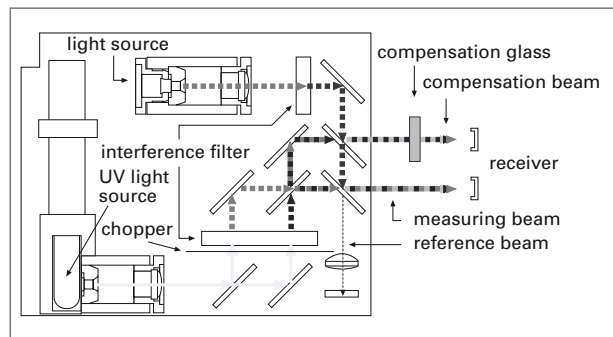 light source
compensation glass
compensation beam
interference filter
receiver
UV light
source
chopper
measuring beam
reference beam